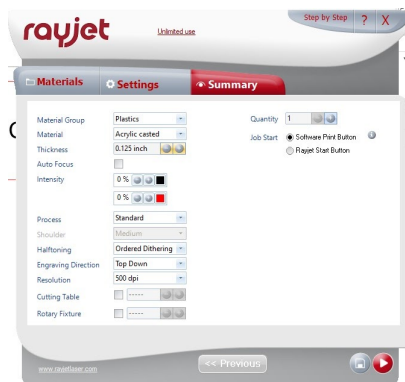 rayjet
Unlimited use
Step by Step ? X
Materials Settings Summary
Material Group Plastics Quantity 1
Material Acrylic casted Job Start Software Print Button
Thickness 0.125 inch Rayjet Start Button
Auto Focus
Intensity 0 %
0 %
Process Standard
Shoulder Medium
Halftoning Ordered Dithering
Engraving Direction Top Down
Resolution 500 dpi
Cutting Table -----
Rotary Fixture -----
<< Previous
www.rayjetlaser.com